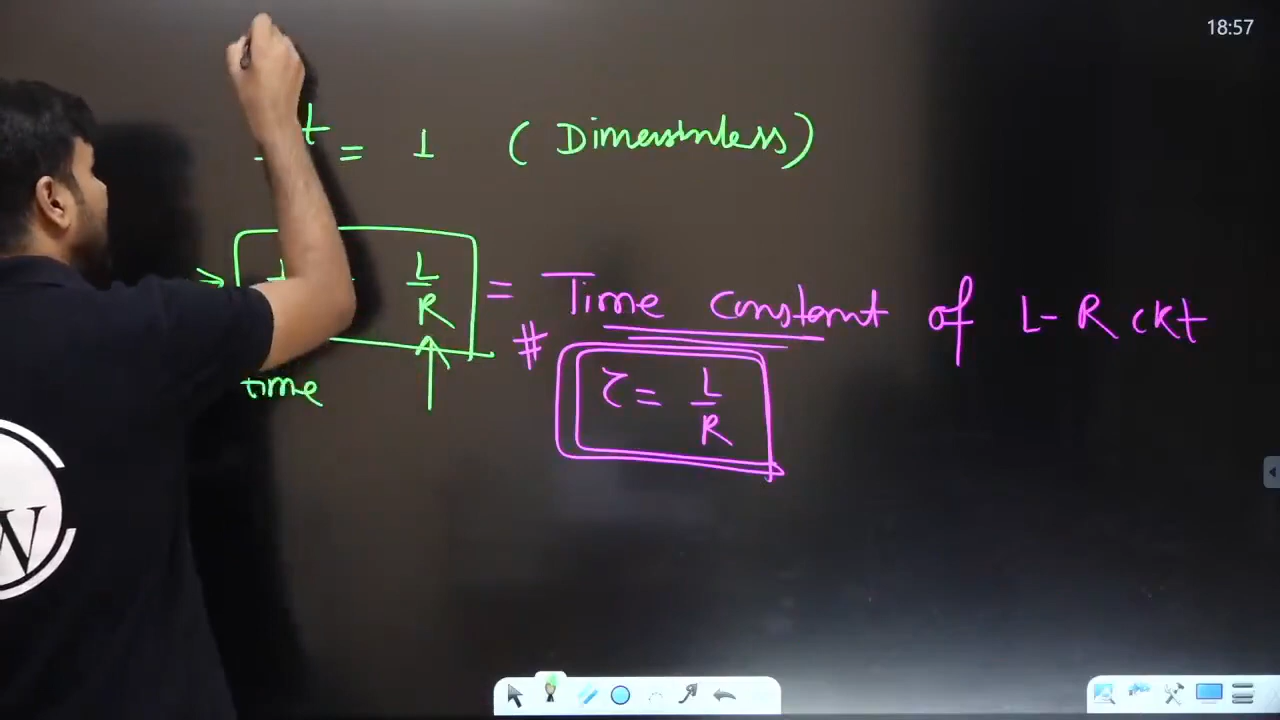 18:57
t = 1 (Dimensionless)
L
R
= Time constant of L-R ckt
#
τ = L
R
time
W